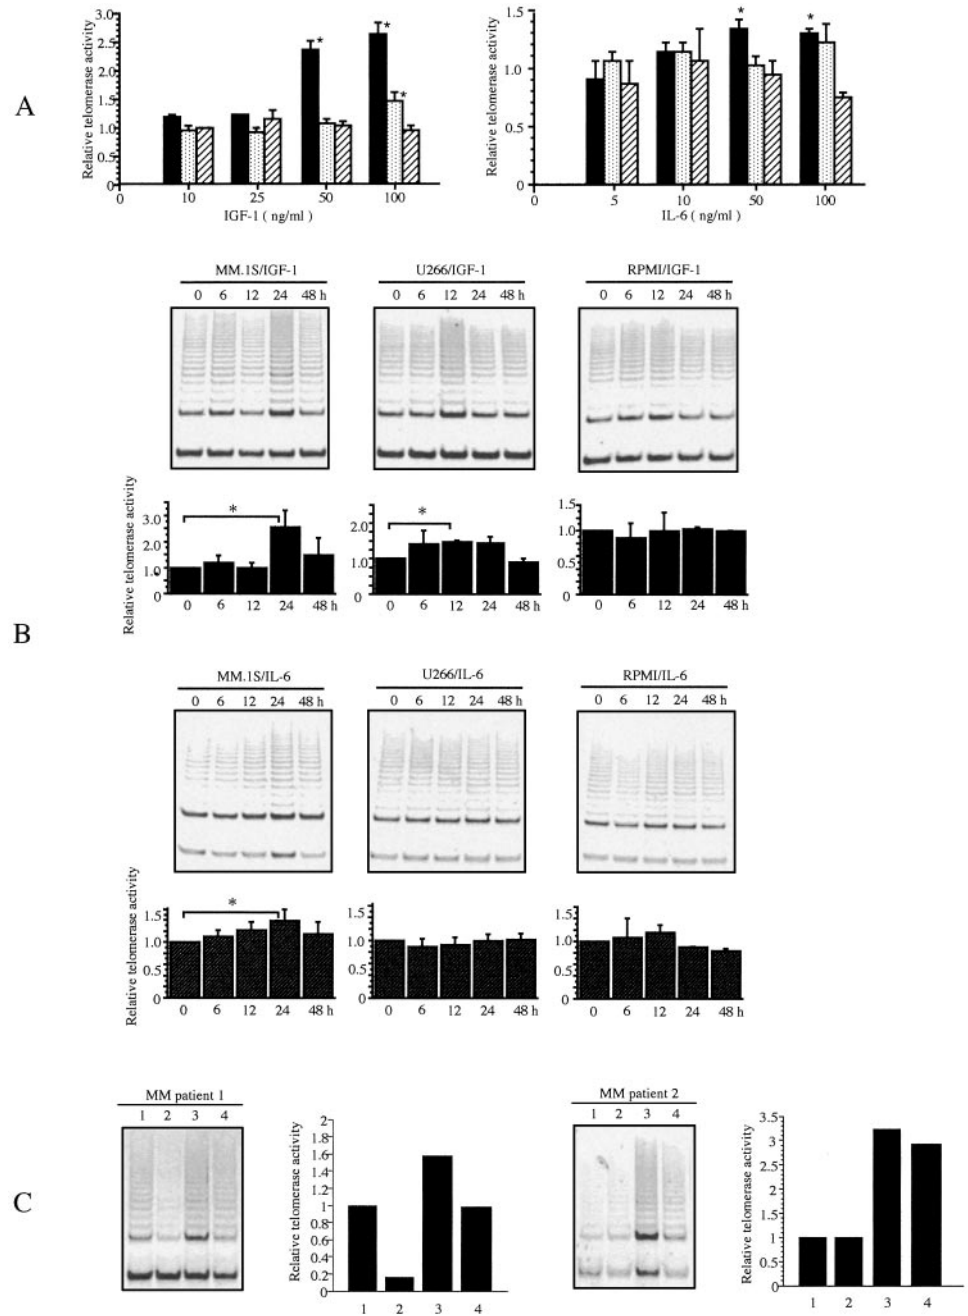 A
Relative telomerase activity
3.0
2.5
2.0
1.5
1.0
0.5
0
* * *
0 10 25 50 100
IGF-1 ( ng/ml )
Relative telomerase activity
1.5
1.0
0.5
0
* *
0 5 10 50 100
IL-6 ( ng/ml )
B
MM.1S/IGF-1
0 6 12 24 48 h
U266/IGF-1
0 6 12 24 48 h
RPMI/IGF-1
0 6 12 24 48 h
Relative telomerase activity
3.0
2.0
1.0
0
*
0 6 12 24 48 h
2.0
1.0
0
*
0 6 12 24 48 h
1.5
1.0
0.5
0
0 6 12 24 48 h
MM.1S/IL-6
0 6 12 24 48 h
U266/IL-6
0 6 12 24 48 h
RPMI/IL-6
0 6 12 24 48 h
Relative telomerase activity
1.5
1.0
0.5
0
*
0 6 12 24 48 h
1.5
1.0
0.5
0
0 6 12 24 48 h
1.5
1.0
0.5
0
0 6 12 24 48 h
C
MM patient 1
1 2 3 4
Relative telomerase activity
2
1.8
1.6
1.4
1.2
1
0.8
0.6
0.4
0.2
0
1 2 3 4
MM patient 2
1 2 3 4
Relative telomerase activity
3.5
3
2.5
2
1.5
1
0.5
0
1 2 3 4